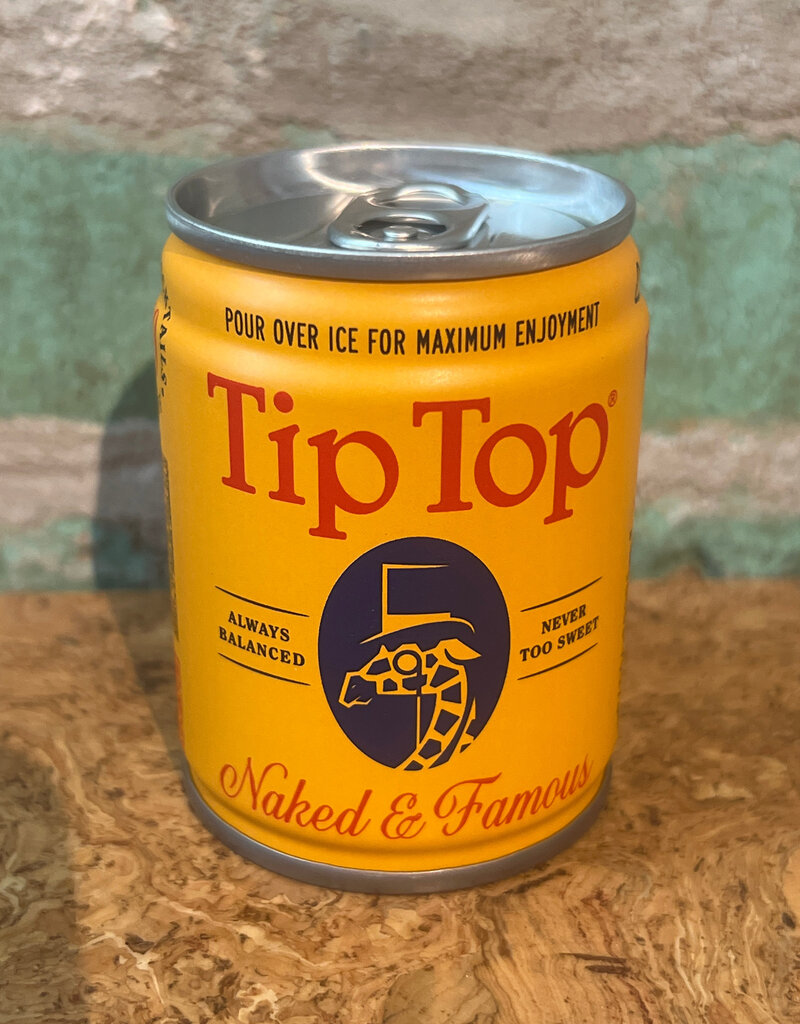 POUR OVER ICE FOR MAXIMUM ENJOYMENT
Tip Top®
ALWAYS
BALANCED
NEVER
TOO SWEET
Naked & Famous